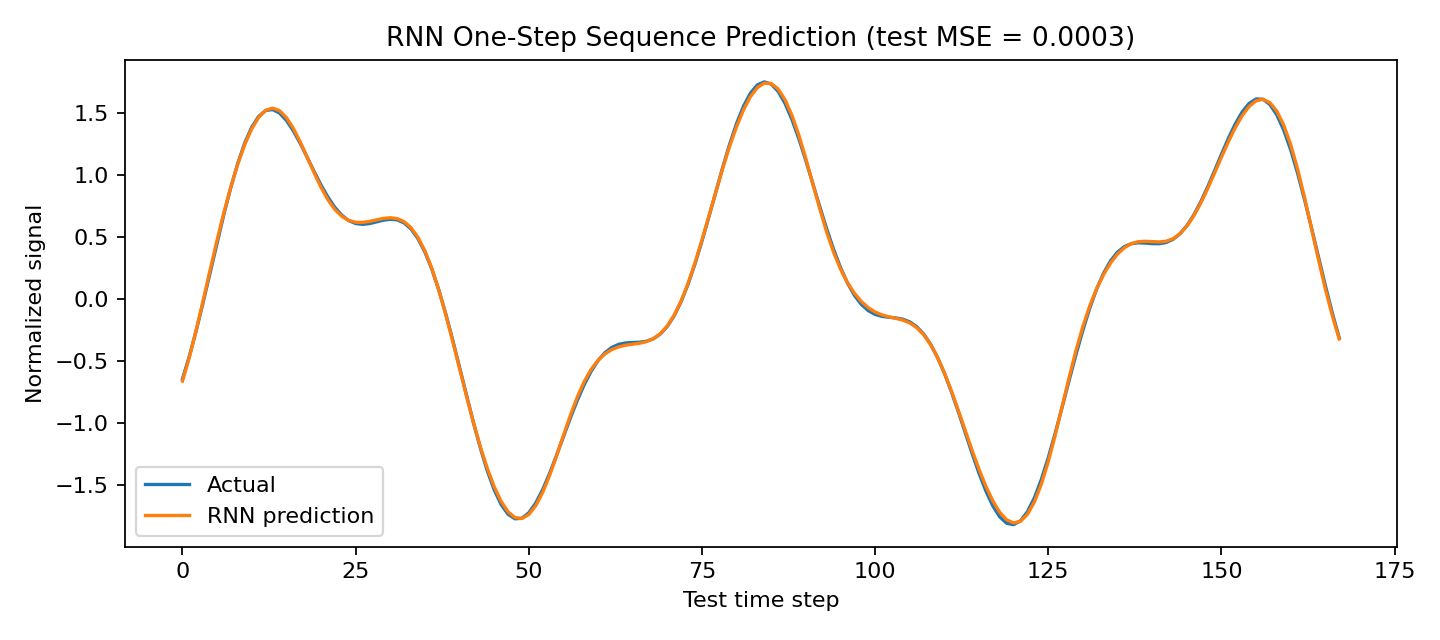 RNN One-Step Sequence Prediction (test MSE = 0.0003)
Normalized signal
1.5
1.0
0.5
0.0
−0.5
−1.0
−1.5
Actual
RNN prediction
0 25 50 75 100 125 150 175
Test time step